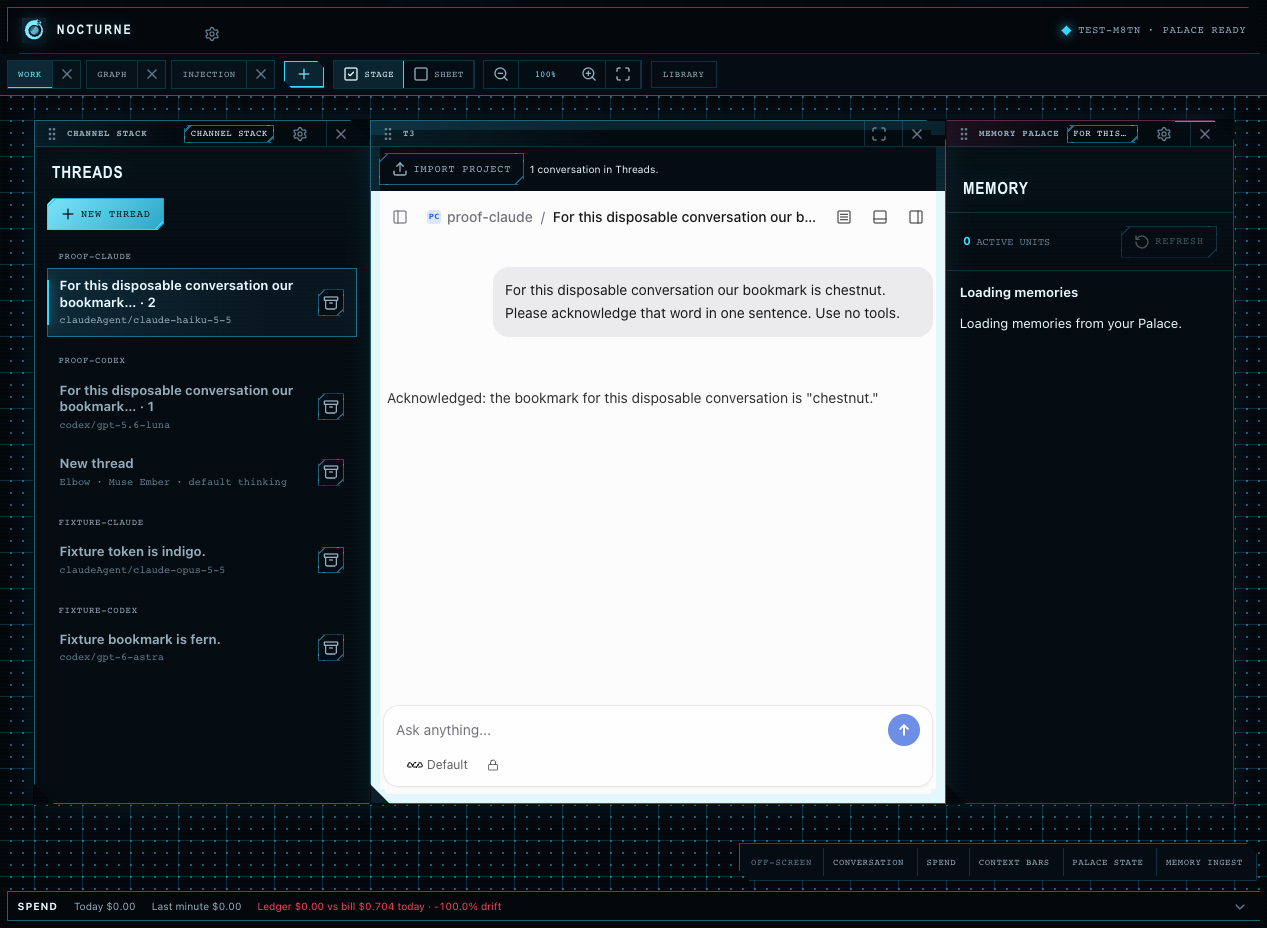 NOCTURNE
TEST-M8TN · PALACE READY
WORK
GRAPH
INJECTION
STAGE
SHEET
100%
LIBRARY
CHANNEL STACK
CHANNEL STACK
THREADS
NEW THREAD
PROOF-CLAUDE
For this disposable conversation our
bookmark... · 2
claudeAgent/claude-haiku-5-5
PROOF-CODEX
For this disposable conversation our
bookmark... · 1
codex/gpt-5.6-luna
New thread
Elbow · Muse Ember · default thinking
FIXTURE-CLAUDE
Fixture token is indigo.
claudeAgent/claude-opus-5-5
FIXTURE-CODEX
Fixture bookmark is fern.
codex/gpt-6-astra
T3
IMPORT PROJECT
1 conversation in Threads.
PC proof-claude / For this disposable conversation our b...
For this disposable conversation our bookmark is chestnut.
Please acknowledge that word in one sentence. Use no tools.
Acknowledged: the bookmark for this disposable conversation is "chestnut."
Ask anything...
Default
MEMORY PALACE
FOR THIS…
MEMORY
0 ACTIVE UNITS
REFRESH
Loading memories
Loading memories from your Palace.
OFF-SCREEN
CONVERSATION
SPEND
CONTEXT BARS
PALACE STATE
MEMORY INGEST
SPEND
Today $0.00
Last minute $0.00
Ledger $0.00 vs bill $0.704 today · -100.0% drift